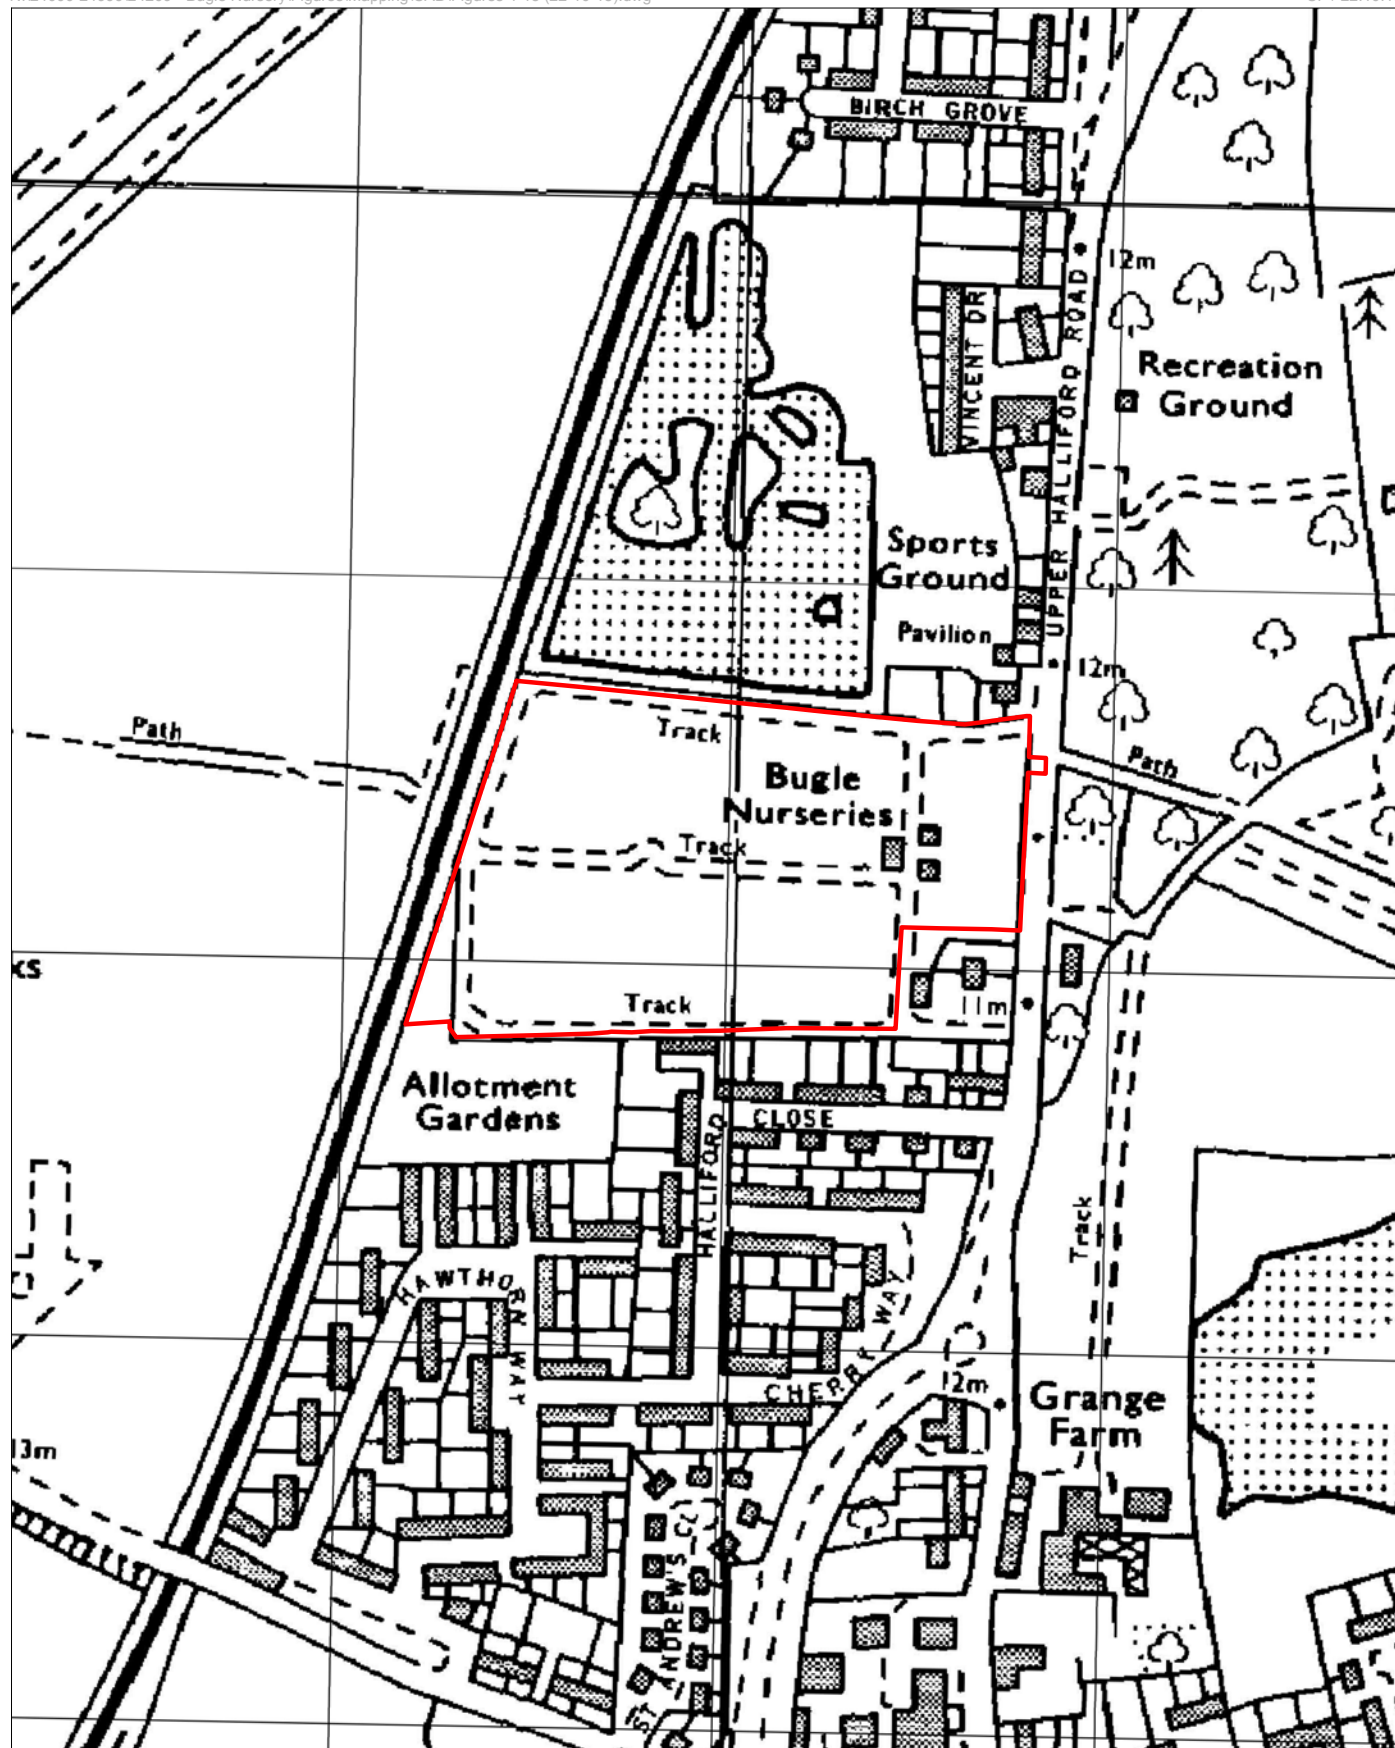 BIRCH GROVE
12m
VINCENT DR
UPPER HALLIFORD ROAD
Recreation
Ground
Sports
Ground
Pavilion
12m
Path
Track
Path
Bugle
Nurseries
Track
ks
Track
11m
Allotment
Gardens
CLOSE
HALLIFORD
Track
HAWTHORN WAY
CHERRY WAY
12m
Grange
Farm
13m
ST ANDREW'S CL